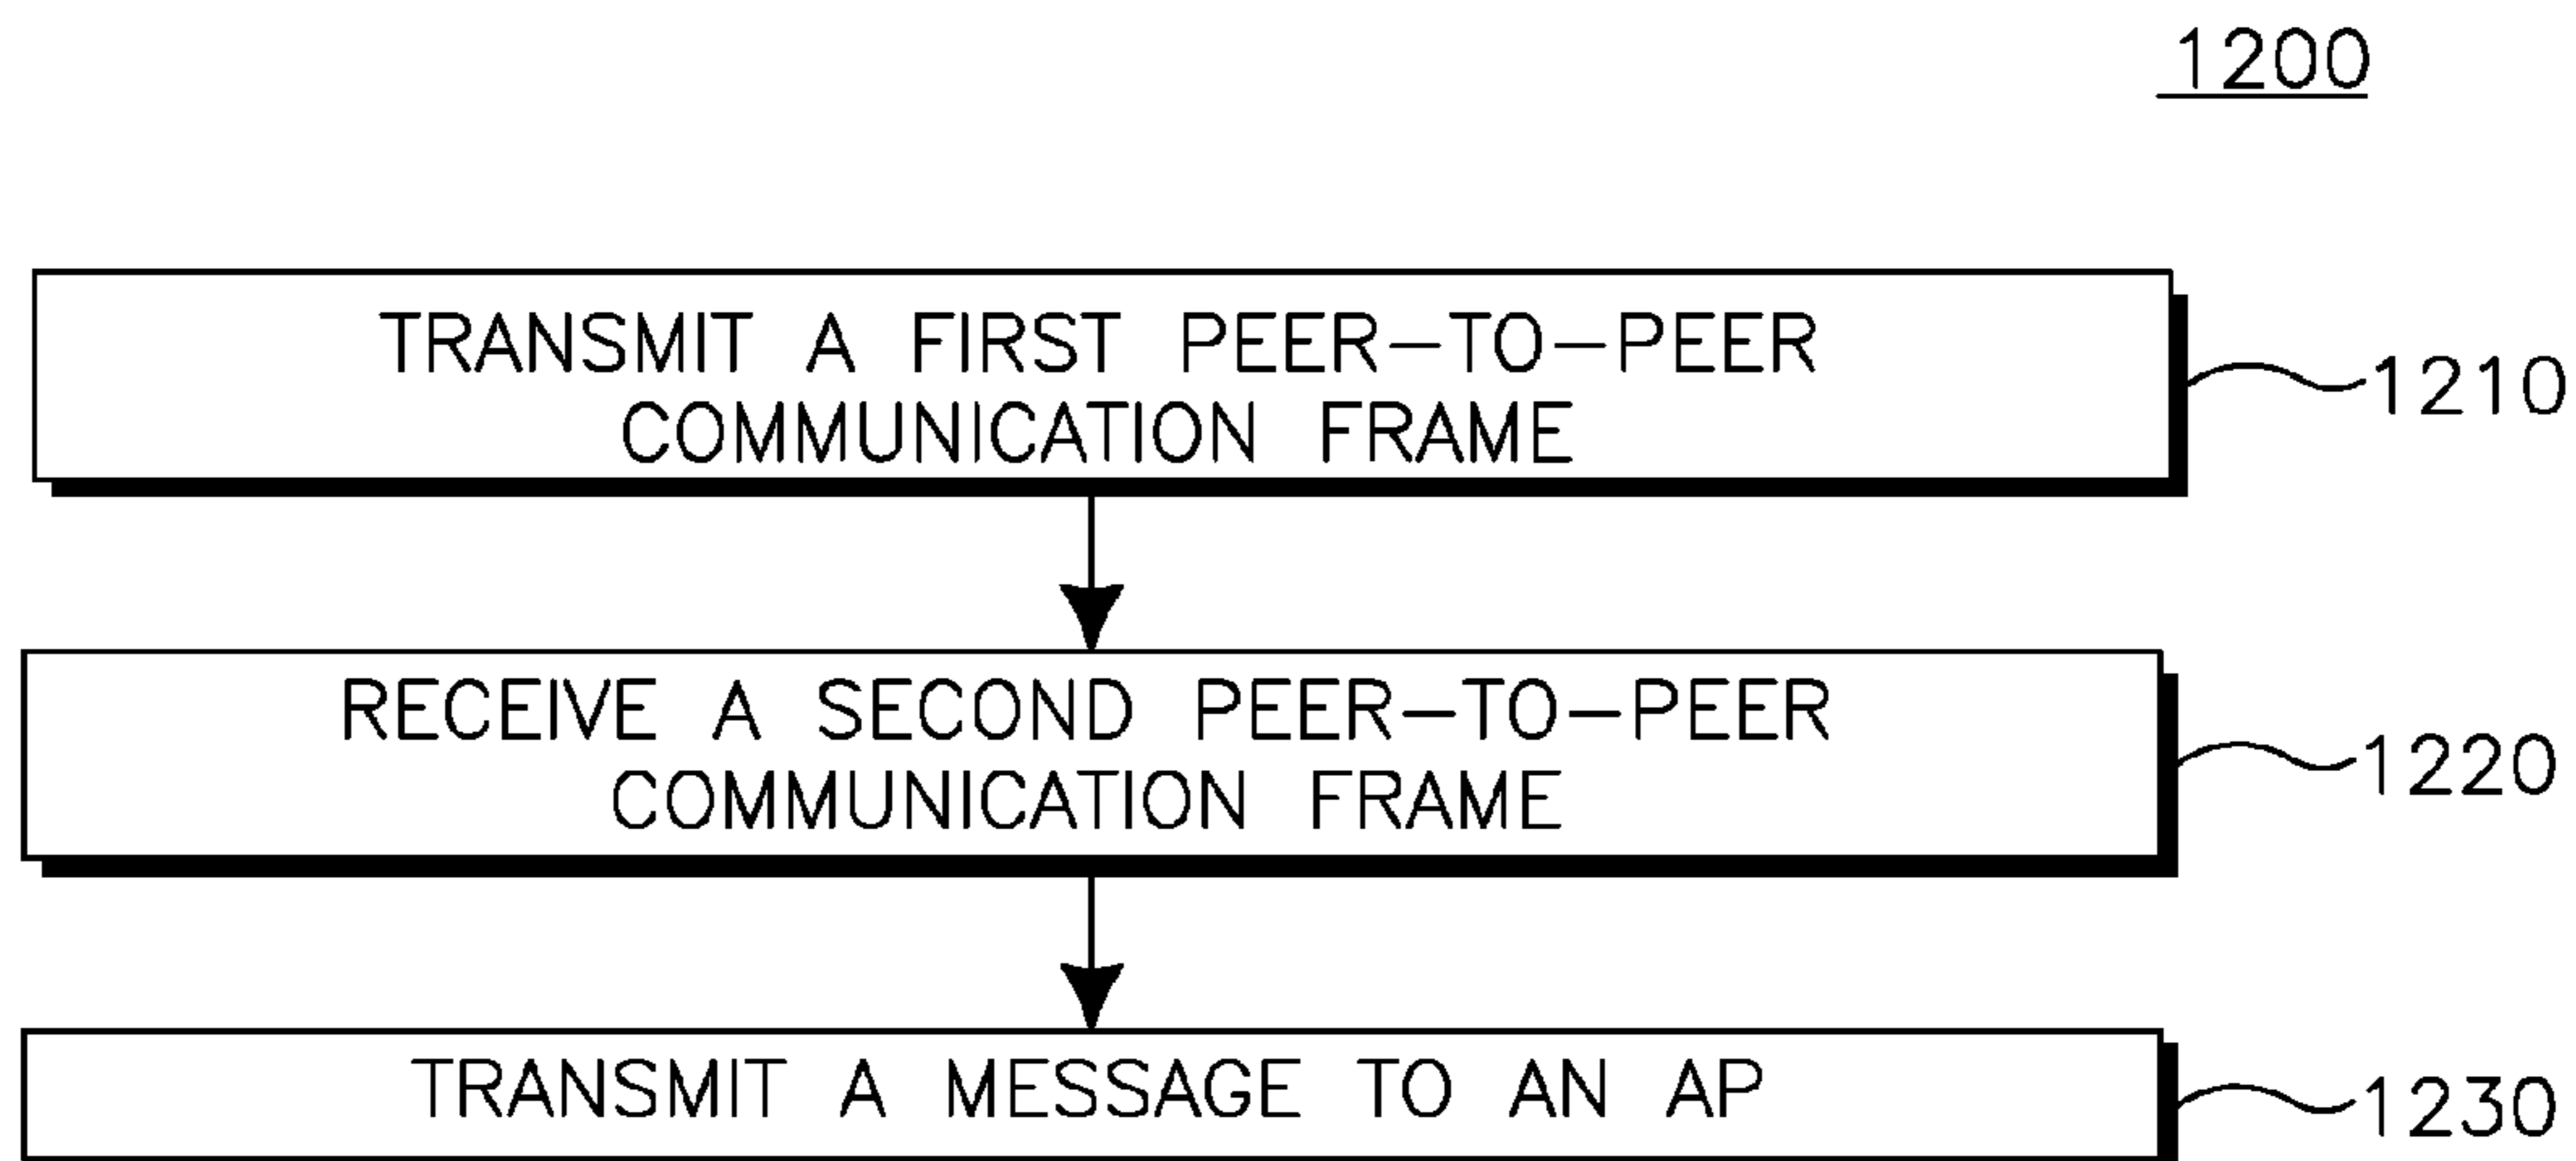 1200
TRANSMIT A FIRST PEER-TO-PEER
COMMUNICATION FRAME
1210
RECEIVE A SECOND PEER-TO-PEER
COMMUNICATION FRAME
1220
TRANSMIT A MESSAGE TO AN AP
1230